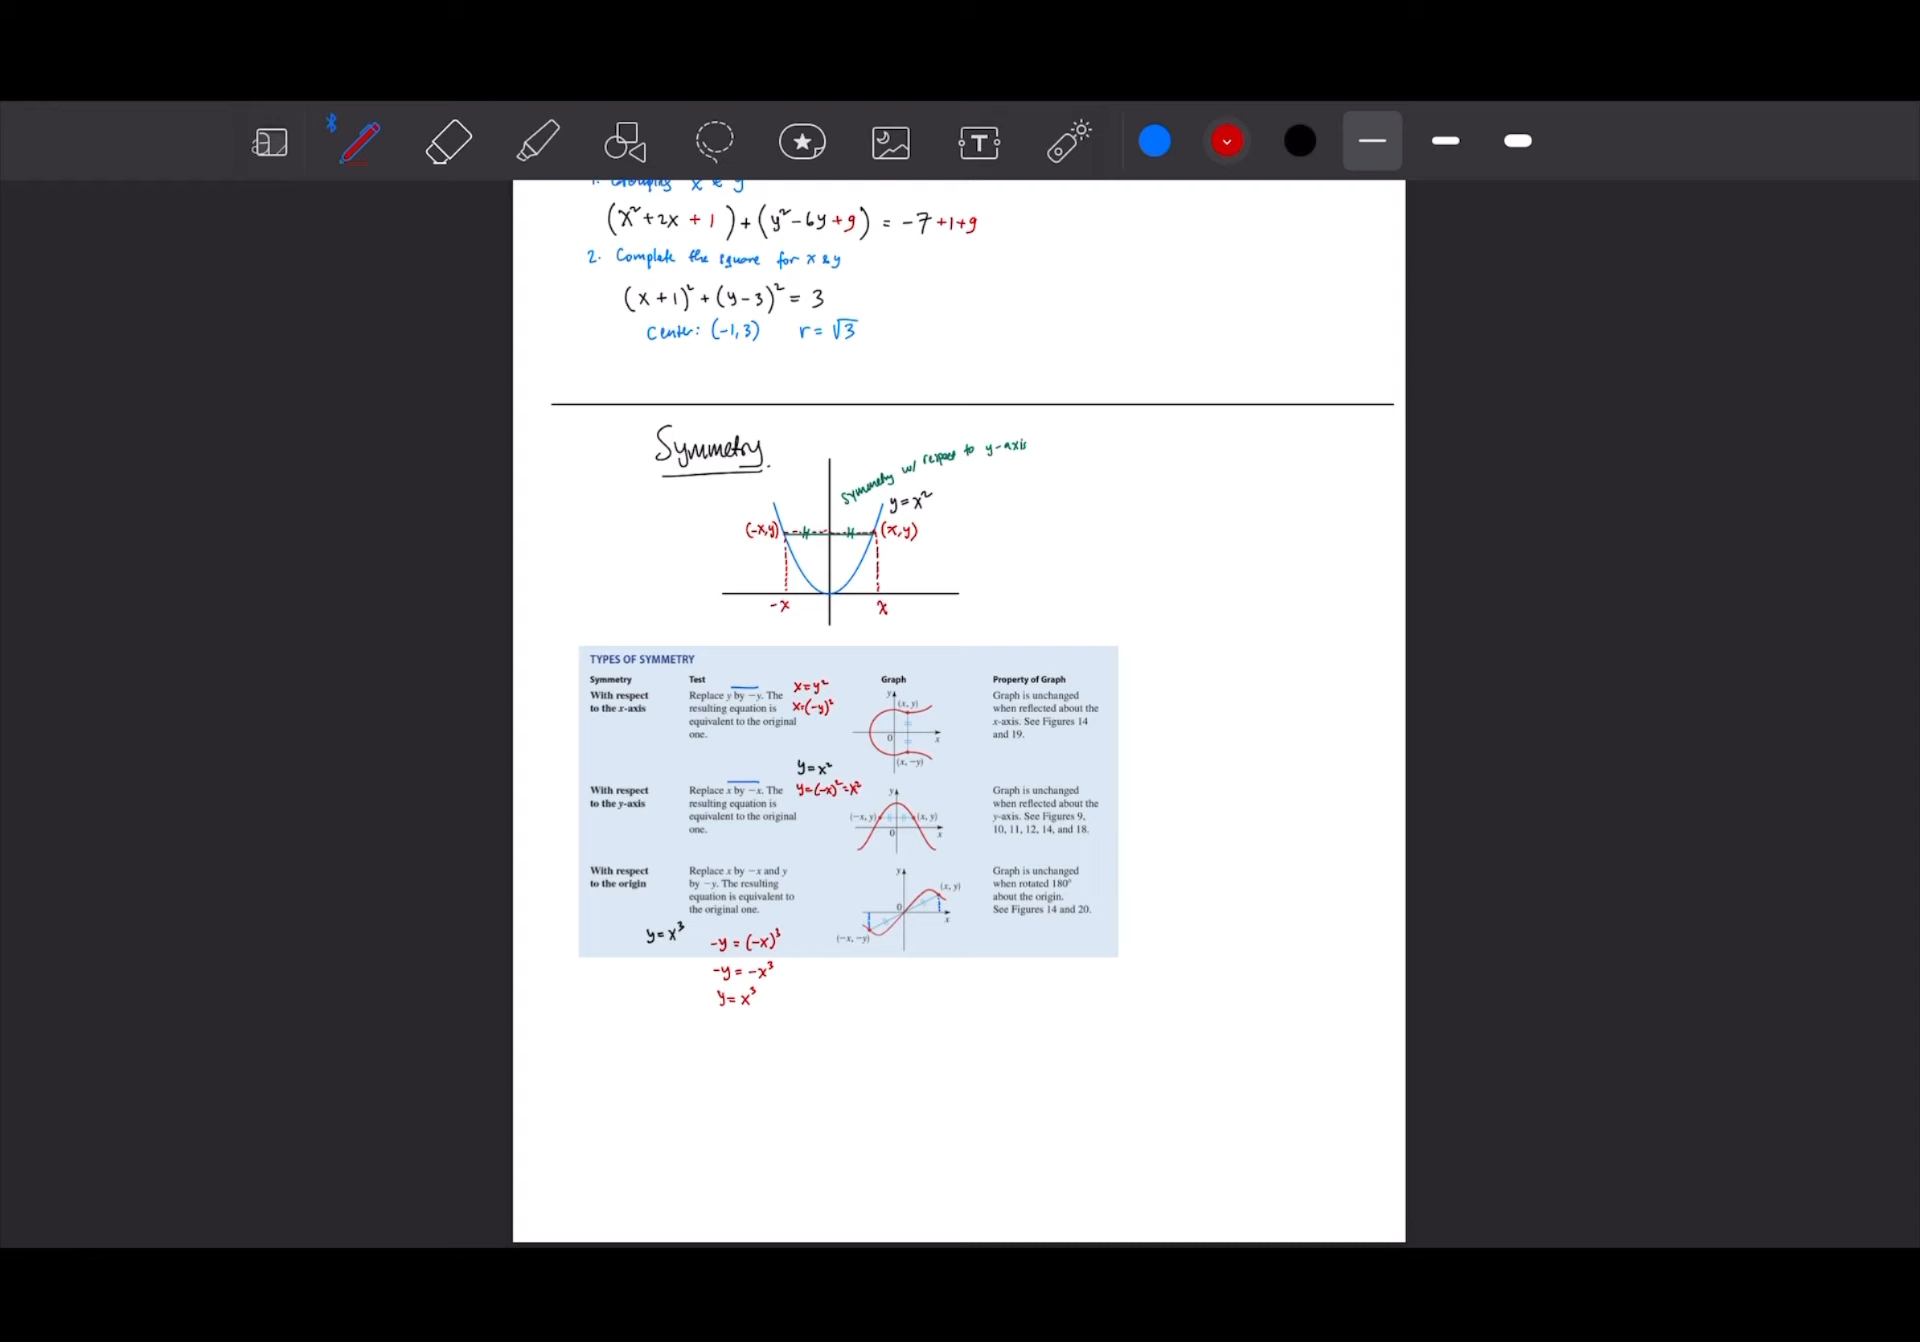 1. Grouping x & y
(x²+2x +1) + (y²-6y+9) = -7 +1+9
2. Complete the square for x & y
(x+1)² + (y-3)² = 3
Center: (-1,3) r = √3
Symmetry
Symmetry w/ respect to y-axis
y = x²
(-x,y) (x,y)
-x x
TYPES OF SYMMETRY
Symmetry Test Graph Property of Graph
With respect
to the x-axis
Replace y by −y. The
resulting equation is
equivalent to the original
one.
x=y²
x=(-y)²
y
(x, y)
0 x
(x, −y)
Graph is unchanged
when reflected about the
x-axis. See Figures 14
and 19.
y=x²
y=(-x)²=x²
With respect
to the y-axis
Replace x by −x. The
resulting equation is
equivalent to the original
one.
y
(−x, y) (x, y)
0 x
Graph is unchanged
when reflected about the
y-axis. See Figures 9,
10, 11, 12, 14, and 18.
With respect
to the origin
Replace x by −x and y
by −y. The resulting
equation is equivalent to
the original one.
y
(x, y)
0 x
(−x, −y)
Graph is unchanged
when rotated 180°
about the origin.
See Figures 14 and 20.
y=x³
-y = (-x)³
-y = -x³
y= x³